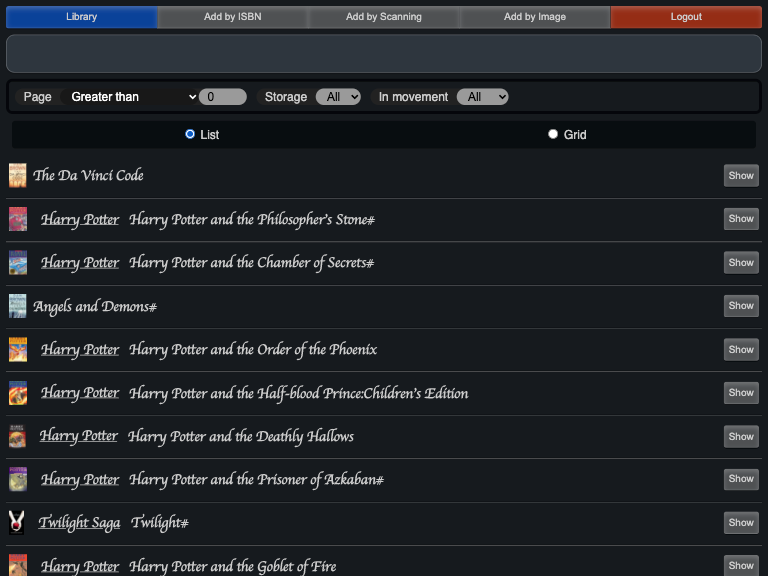 Library Add by ISBN Add by Scanning Add by Image Logout
Page Greater than 0 Storage All In movement All
List Grid
The Da Vinci Code Show
Harry Potter Harry Potter and the Philosopher's Stone# Show
Harry Potter Harry Potter and the Chamber of Secrets# Show
Angels and Demons# Show
Harry Potter Harry Potter and the Order of the Phoenix Show
Harry Potter Harry Potter and the Half-blood Prince:Children's Edition Show
Harry Potter Harry Potter and the Deathly Hallows Show
Harry Potter Harry Potter and the Prisoner of Azkaban# Show
Twilight Saga Twilight# Show
Harry Potter Harry Potter and the Goblet of Fire Show